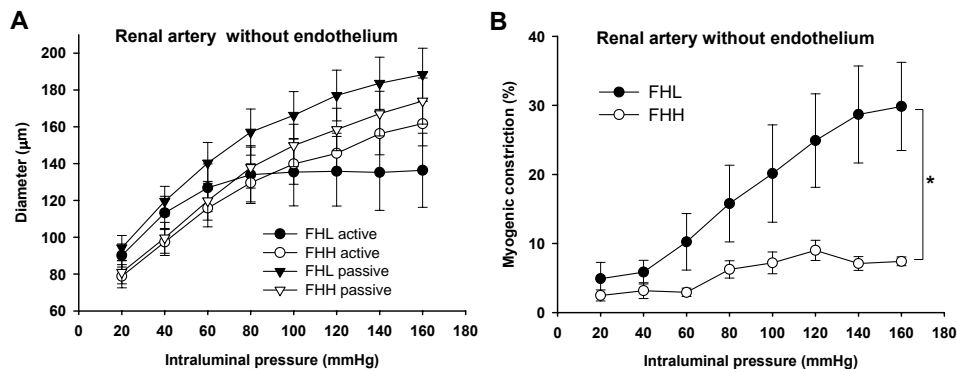 A
Renal artery without endothelium
200
180
160
140
120
100
80
60
Diameter (µm)
FHL active
FHH active
FHL passive
FHH passive
0 20 40 60 80 100 120 140 160 180
Intraluminal pressure (mmHg)
B
Renal artery without endothelium
40
30
20
10
0
Myogenic constriction (%)
FHL
FHH
*
0 20 40 60 80 100 120 140 160 180
Intraluminal pressure (mmHg)